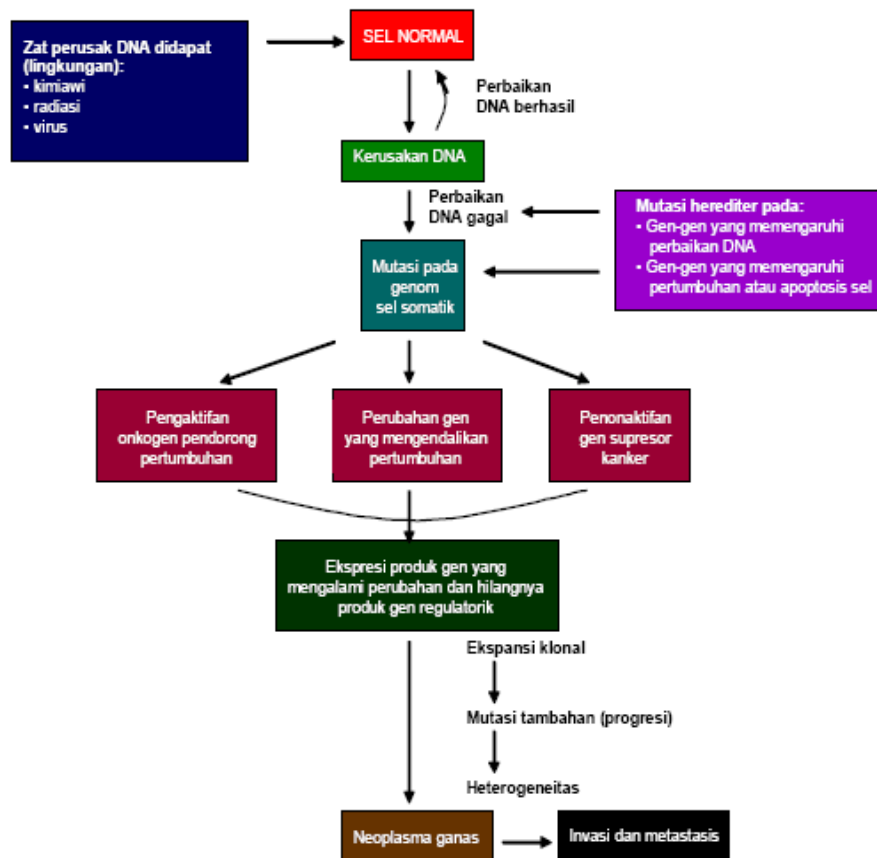 Zat perusak DNA didapat
(lingkungan):
• kimiawi
• radiasi
• virus
SEL NORMAL
Perbaikan
DNA berhasil
Kerusakan DNA
Perbaikan
DNA gagal
Mutasi herediter pada:
• Gen-gen yang memengaruhi
perbaikan DNA
• Gen-gen yang memengaruhi
pertumbuhan atau apoptosis sel
Mutasi pada
genom
sel somatik
Pengaktifan
onkogen pendorong
pertumbuhan
Perubahan gen
yang mengendalikan
pertumbuhan
Penonaktifan
gen supresor
kanker
Ekspresi produk gen yang
mengalami perubahan dan hilangnya
produk gen regulatorik
Ekspansi klonal
Mutasi tambahan (progresi)
Heterogeneitas
Neoplasma ganas
Invasi dan metastasis